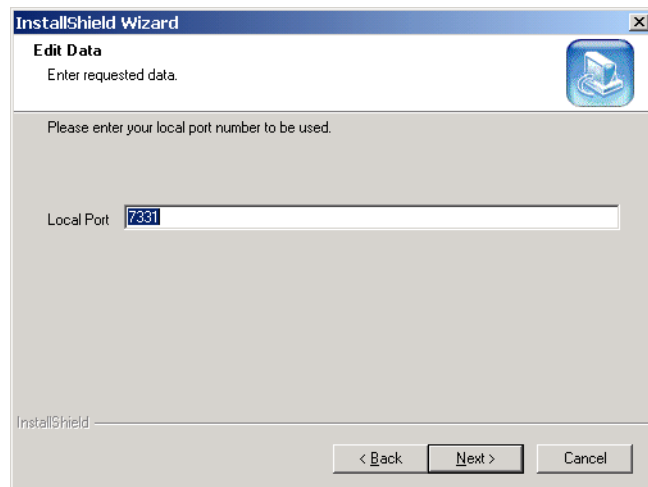 InstallShield Wizard
Edit Data
Enter requested data.
Please enter your local port number to be used.
Local Port 7331
InstallShield
< Back Next > Cancel